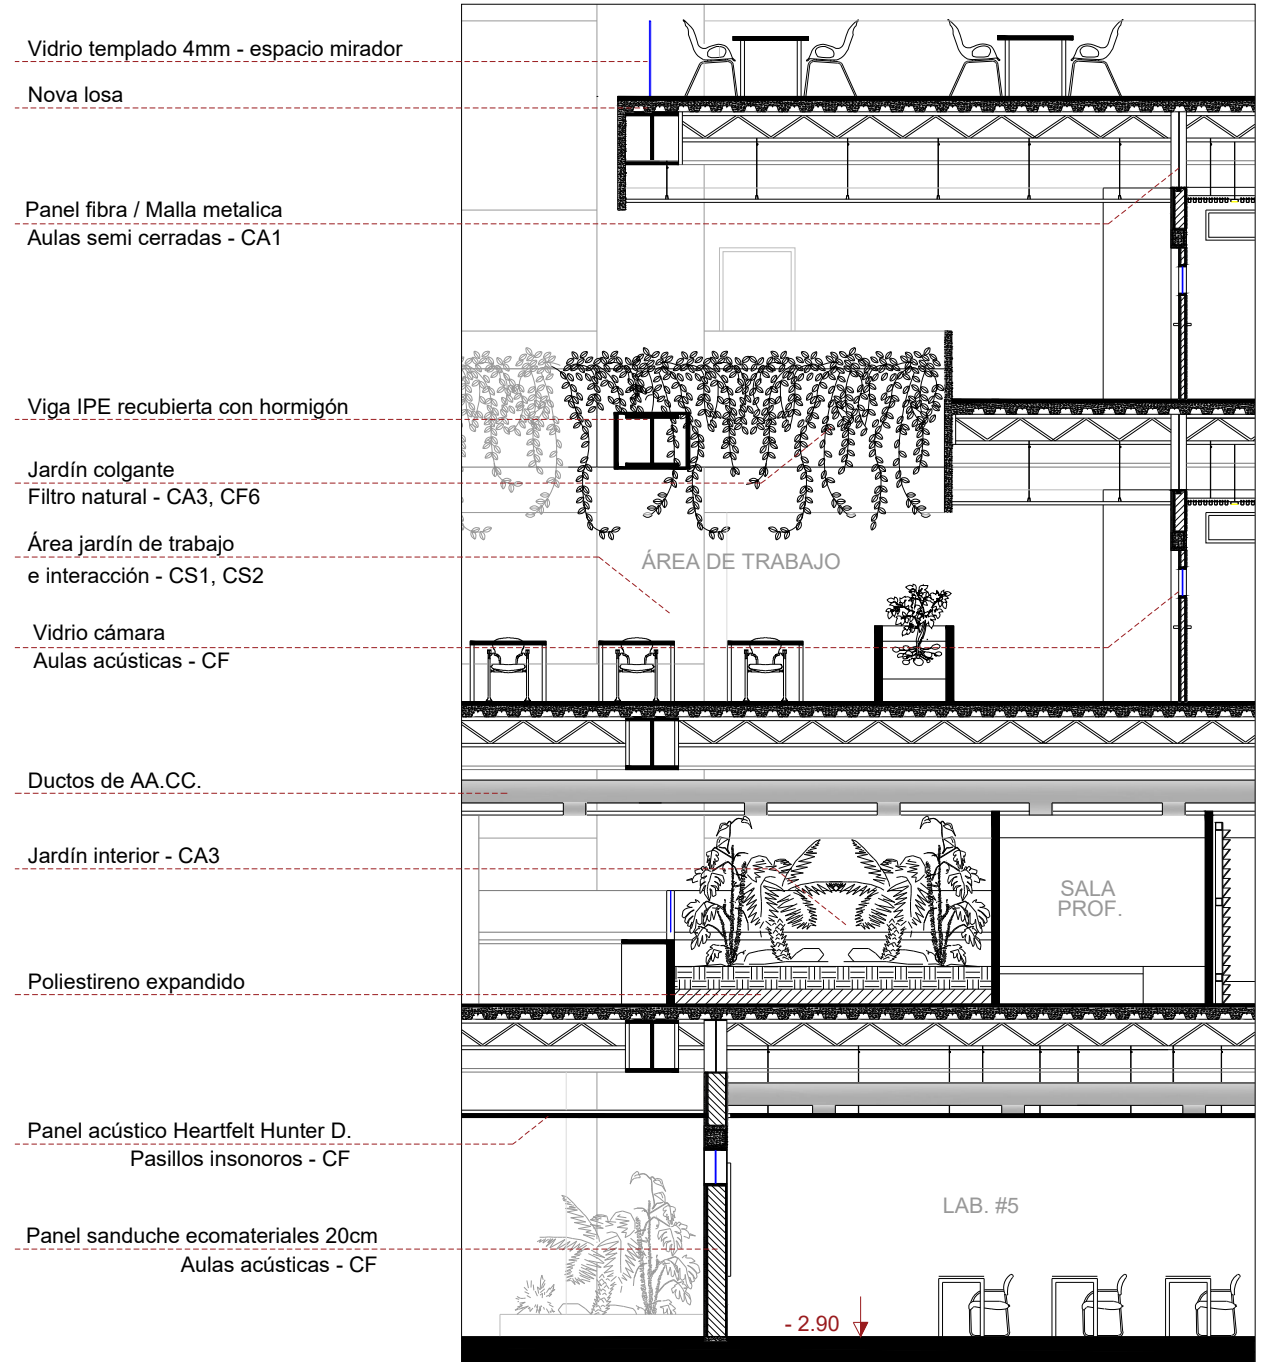 Vidrio templado 4mm - espacio mirador
Nova losa
Panel fibra / Malla metalica
Aulas semi cerradas - CA1
Viga IPE recubierta con hormigón
Jardín colgante
Filtro natural - CA3, CF6
Área jardín de trabajo
e interacción - CS1, CS2
ÁREA DE TRABAJO
Vidrio cámara
Aulas acústicas - CF
Ductos de AA.CC.
Jardín interior - CA3
SALA
PROF.
Poliestireno expandido
Panel acústico Heartfelt Hunter D.
Pasillos insonoros - CF
LAB. #5
Panel sanduche ecomateriales 20cm
Aulas acústicas - CF
- 2.90